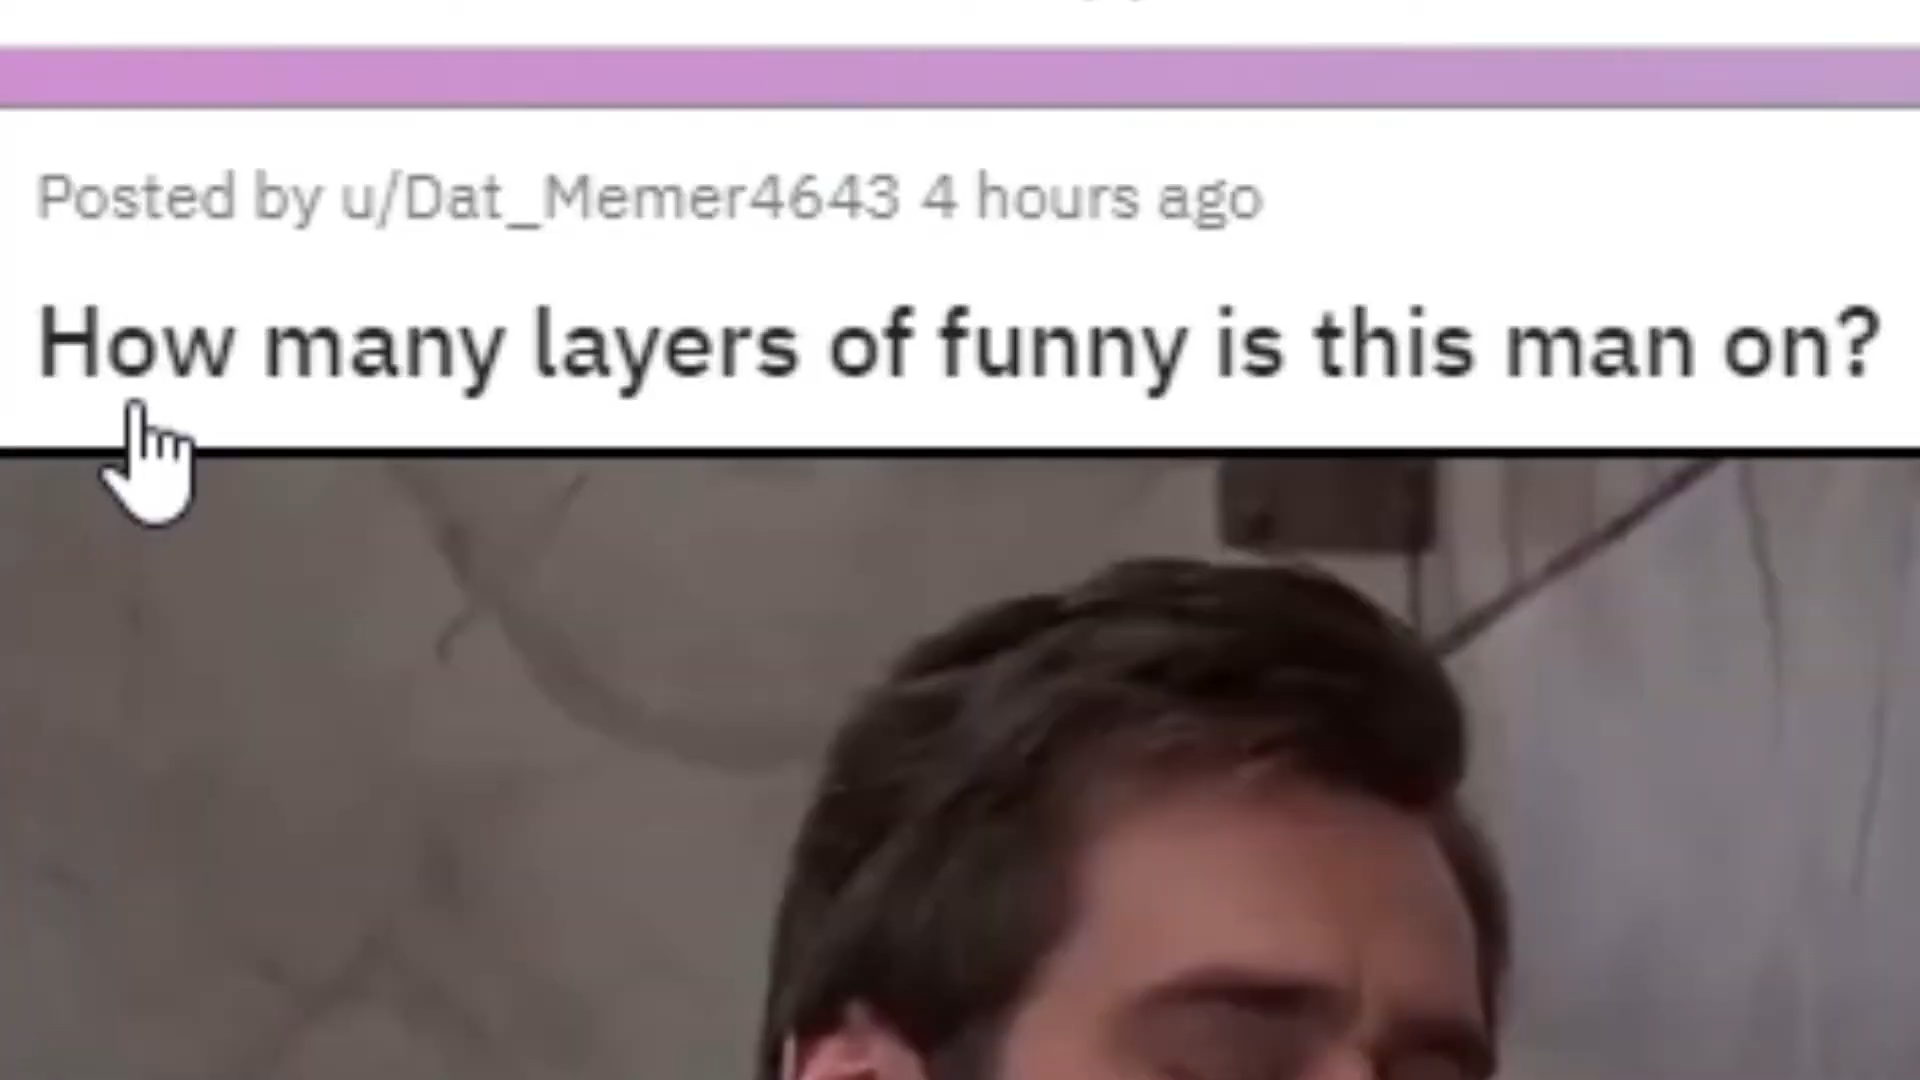 Posted by u/Dat_Memer4643 4 hours ago
How many layers of funny is this man on?